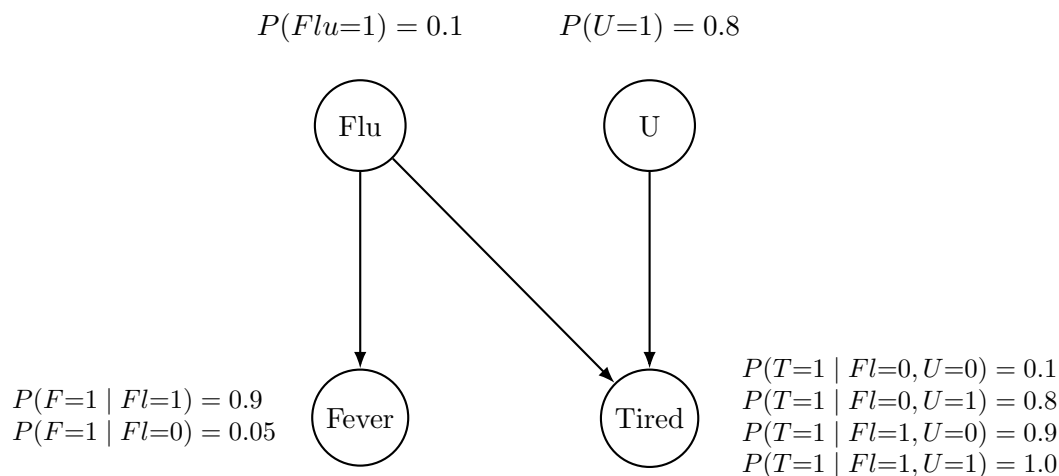 P(Flu=1) = 0.1
P(U=1) = 0.8
Flu
U
P(F=1 | Fl=1) = 0.9
P(F=1 | Fl=0) = 0.05
Fever
Tired
P(T=1 | Fl=0, U=0) = 0.1
P(T=1 | Fl=0, U=1) = 0.8
P(T=1 | Fl=1, U=0) = 0.9
P(T=1 | Fl=1, U=1) = 1.0